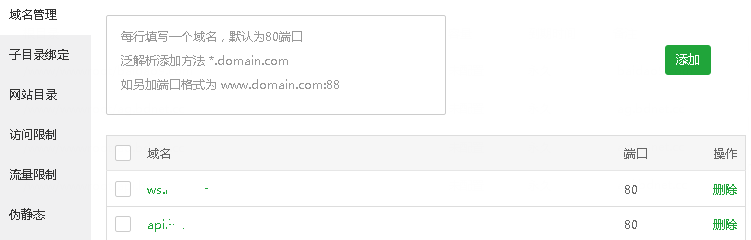 域名管理
子目录绑定
网站目录
访问限制
流量限制
伪静态
每行填写一个域名，默认为80端口
泛解析添加方法 *.domain.com
如另加端口格式为 www.domain.com:88
添加
域名 端口 操作
ws. 80 删除
api. 80 删除